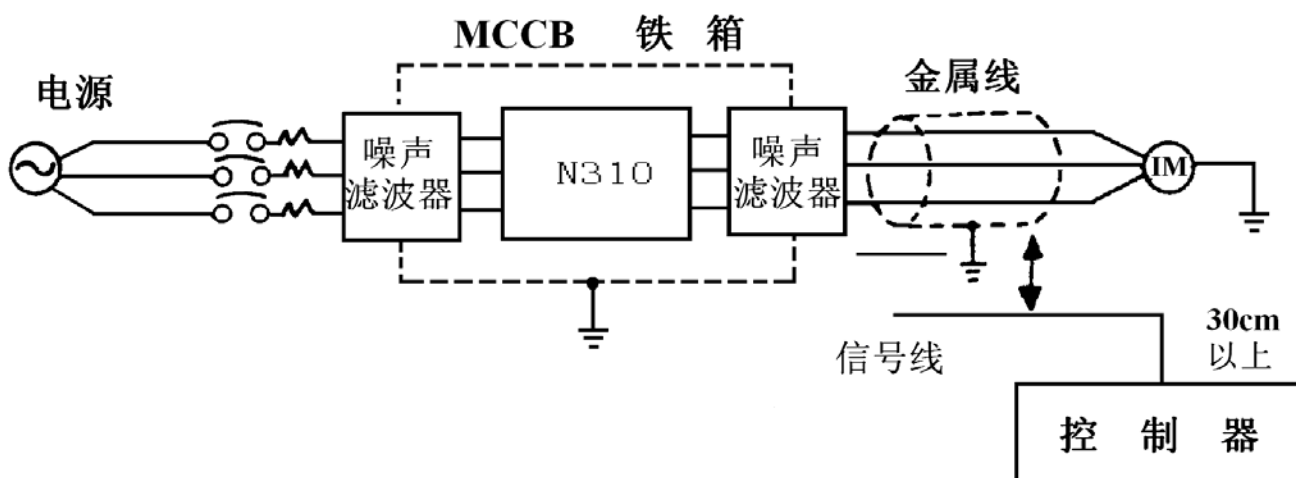 MCCB 铁 箱
电源
金属线
噪声
滤波器
N310
噪声
滤波器
IM
信号线
30cm
以上
控 制 器